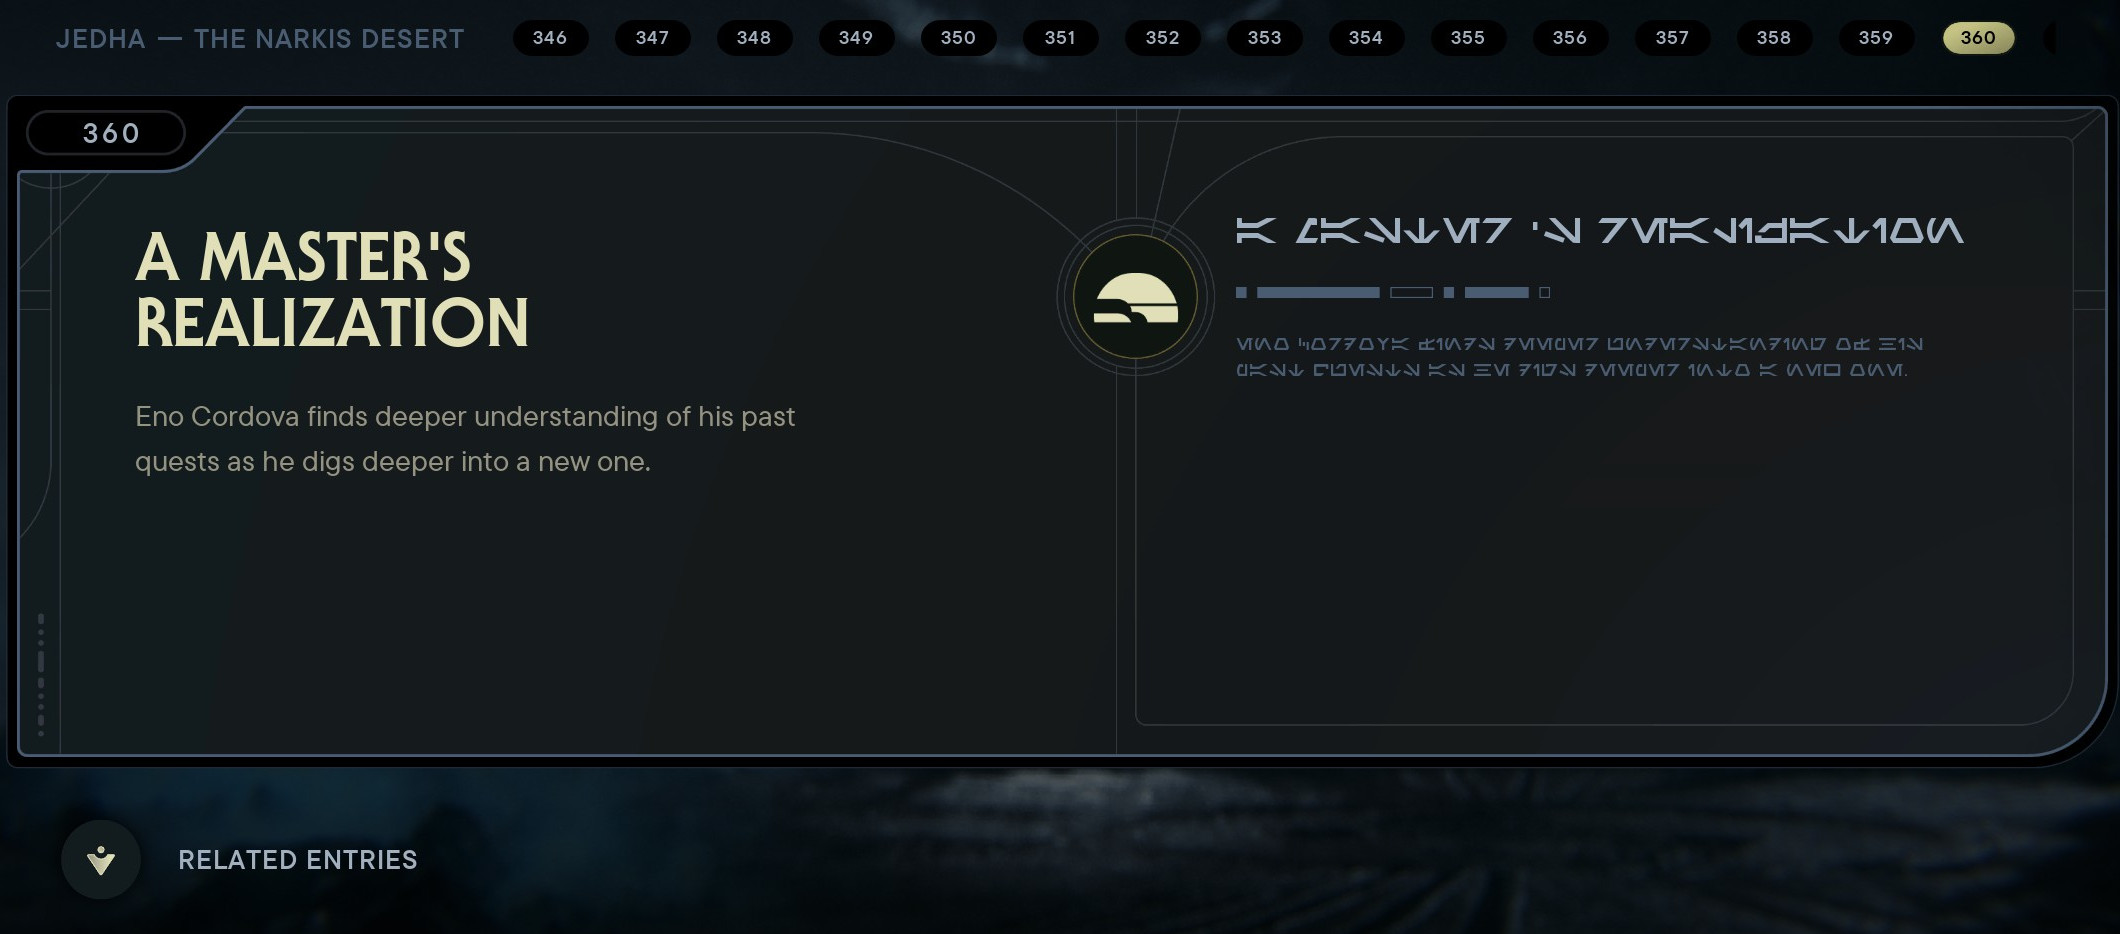 JEDHA — THE NARKIS DESERT
346 347 348 349 350 351 352 353 354 355 356 357 358 359 360
360
A MASTER'S
REALIZATION
Eno Cordova finds deeper understanding of his past
quests as he digs deeper into a new one.
RELATED ENTRIES